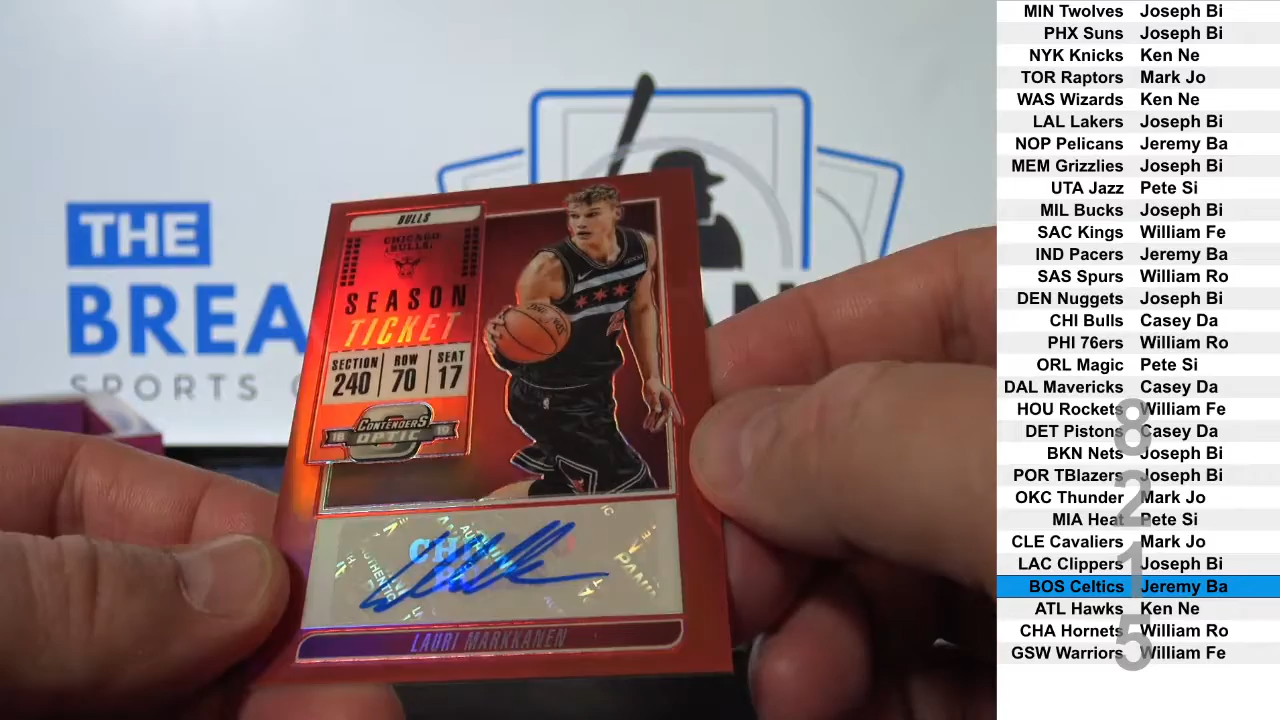 THE
BREA
AN
SPORTS
BULLS
CHICAGO
BULLS
SEASON
TICKET
SECTION ROW SEAT
240 70 17
CONTENDERS
18 OPTIC 19
LAURI MARKKANEN
MIN Twolves Joseph Bi
PHX Suns Joseph Bi
NYK Knicks Ken Ne
TOR Raptors Mark Jo
WAS Wizards Ken Ne
LAL Lakers Joseph Bi
NOP Pelicans Jeremy Ba
MEM Grizzlies Joseph Bi
UTA Jazz Pete Si
MIL Bucks Joseph Bi
SAC Kings William Fe
IND Pacers Jeremy Ba
SAS Spurs William Ro
DEN Nuggets Joseph Bi
CHI Bulls Casey Da
PHI 76ers William Ro
ORL Magic Pete Si
DAL Mavericks Casey Da
HOU Rockets William Fe
DET Pistons Casey Da
BKN Nets Joseph Bi
POR TBlazers Joseph Bi
OKC Thunder Mark Jo
MIA Heat Pete Si
CLE Cavaliers Mark Jo
LAC Clippers Joseph Bi
BOS Celtics Jeremy Ba
ATL Hawks Ken Ne
CHA Hornets William Ro
GSW Warriors William Fe
8
2
1
5